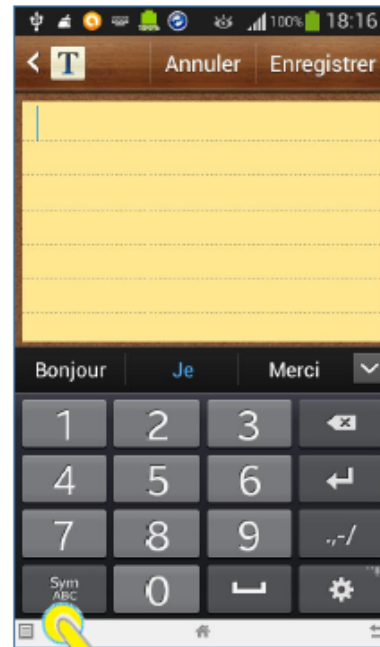 100% 18:16
T Annuler Enregistrer
Bonjour Je Merci
1 2 3
4 5 6
7 8 9 .,-/
Sym
ABC 0